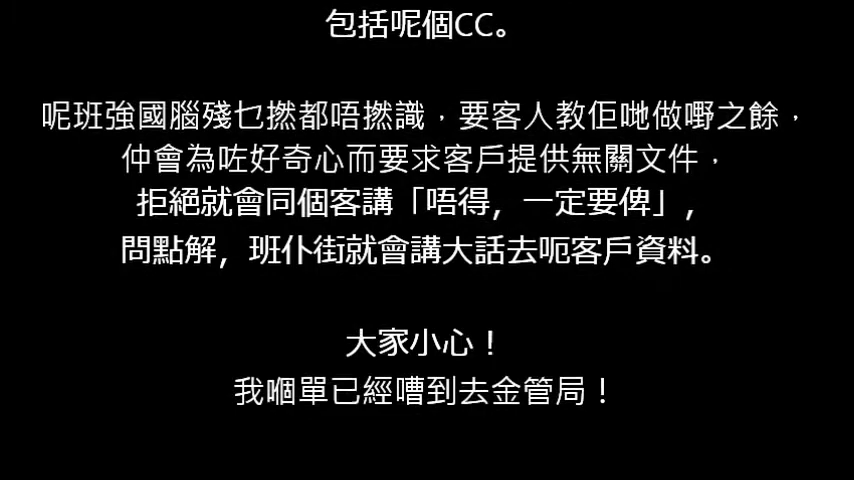 包括呢個CC。
呢班強國腦殘乜撚都唔撚識，要客人教佢哋做嘢之餘，
仲會為咗好奇心而要求客戶提供無關文件，
拒絕就會同個客講「唔得，一定要俾」，
問點解，班仆街就會講大話去呃客戶資料。
大家小心！
我嗰單已經嘈到去金管局！